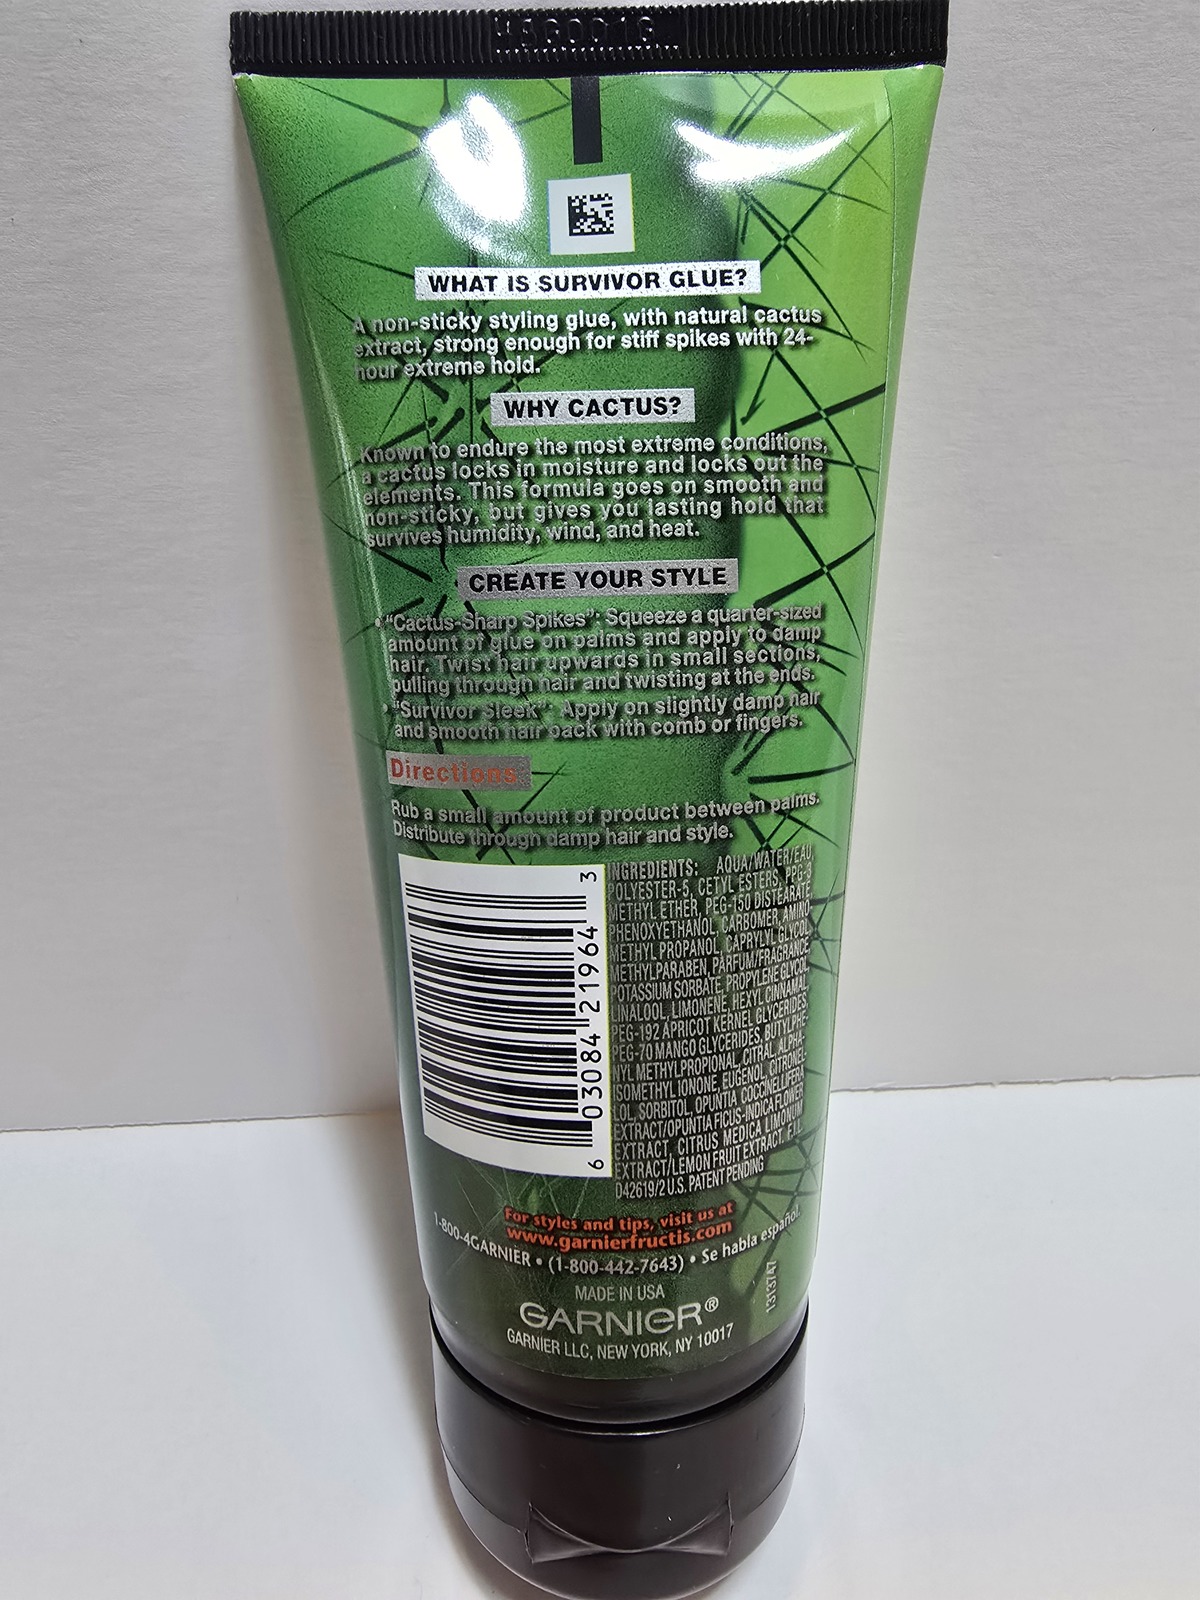 WHAT IS SURVIVOR GLUE?
A non-sticky styling glue, with natural cactus
extract, strong enough for stiff spikes with 24-
hour extreme hold.
WHY CACTUS?
Known to endure the most extreme conditions,
a cactus locks in moisture and locks out the
elements. This formula goes on smooth and
non-sticky, but gives you lasting hold that
survives humidity, wind, and heat.
CREATE YOUR STYLE
• "Cactus-Sharp Spikes": Squeeze a quarter-sized
amount of glue on palms and apply to damp
hair. Twist hair upwards in small sections,
pulling through hair and twisting at the ends.
• "Survivor Sleek": Apply on slightly damp hair
and smooth hair back with comb or fingers.
Directions
Rub a small amount of product between palms.
Distribute through damp hair and style.
6 03084 21964 3
INGREDIENTS: AQUA/WATER/EAU,
POLYESTER-5, CETYL ESTERS, PPG-3
METHYL ETHER, PEG-150 DISTEARATE,
PHENOXYETHANOL, CARBOMER, AMINO-
METHYL PROPANOL, CAPRYLYL GLYCOL,
METHYLPARABEN, PARFUM/FRAGRANCE,
POTASSIUM SORBATE, PROPYLENE GLYCOL,
LINALOOL, LIMONENE, HEXYL CINNAMAL,
PEG-192 APRICOT KERNEL GLYCERIDES,
PEG-70 MANGO GLYCERIDES, BUTYLPHE-
NYL METHYLPROPIONAL, CITRAL, ALPHA-
ISOMETHYL IONONE, EUGENOL, CITRONEL-
LOL, SORBITOL, OPUNTIA COCCINELLIFERA
EXTRACT/OPUNTIA FICUS-INDICA FLOWER
EXTRACT, CITRUS MEDICA LIMONUM
EXTRACT/LEMON FRUIT EXTRACT. F.I.L.
D42619/2 U.S. PATENT PENDING
For styles and tips, visit us at
www.garnierfructis.com
1-800-4GARNIER • (1-800-442-7643) • Se habla español.
MADE IN USA
GARNIER®
GARNIER LLC, NEW YORK, NY 10017
1313747